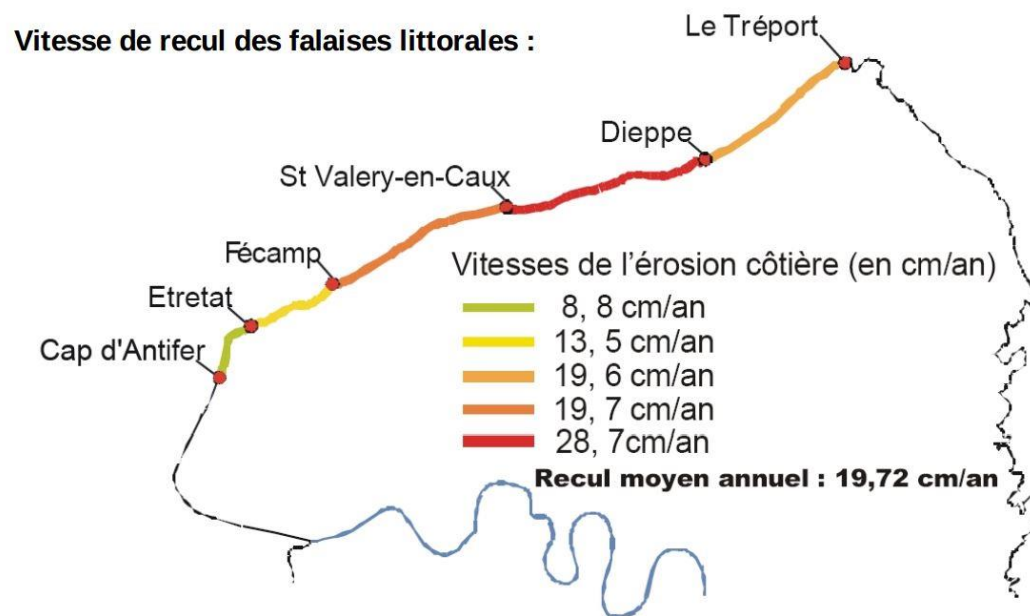 Vitesse de recul des falaises littorales :
Le Tréport
Dieppe
St Valery-en-Caux
Fécamp
Etretat
Cap d'Antifer
Vitesses de l'érosion côtière (en cm/an)
8, 8 cm/an
13, 5 cm/an
19, 6 cm/an
19, 7 cm/an
28, 7cm/an
Recul moyen annuel : 19,72 cm/an